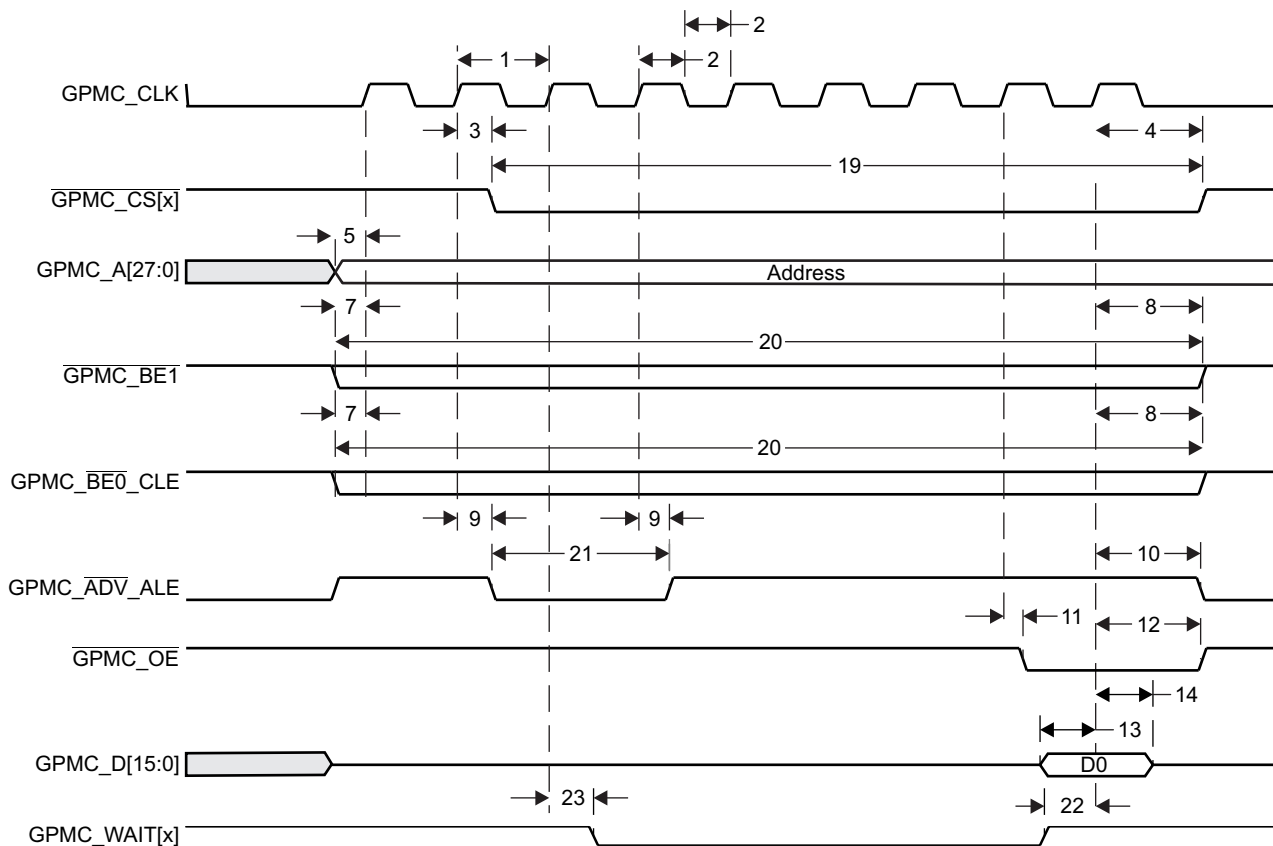 2
1
2
GPMC_CLK
3
4
19
GPMC_CS[x]
5
GPMC_A[27:0]
Address
7
8
20
GPMC_BE1
7
8
20
GPMC_BE0_CLE
9
9
21
10
GPMC_ADV_ALE
11
12
GPMC_OE
14
13
GPMC_D[15:0]
D0
23
22
GPMC_WAIT[x]